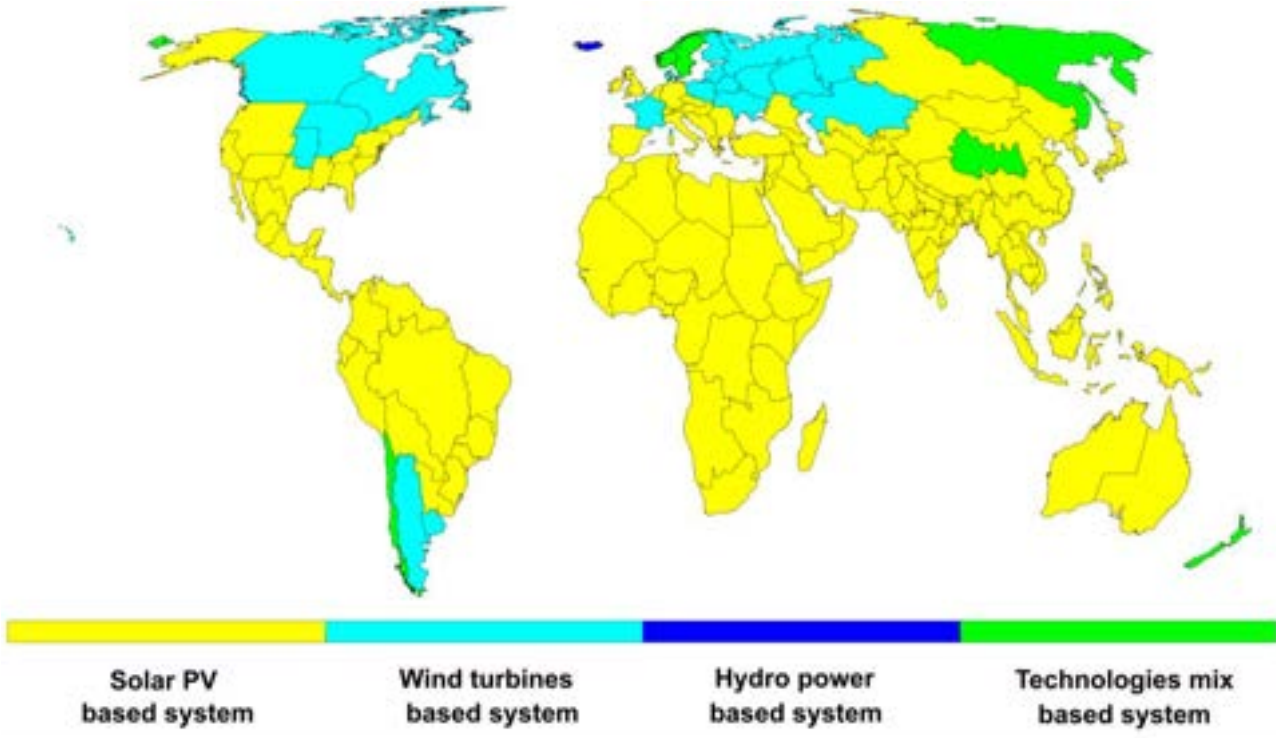 Solar PV
based system
Wind turbines
based system
Hydro power
based system
Technologies mix
based system